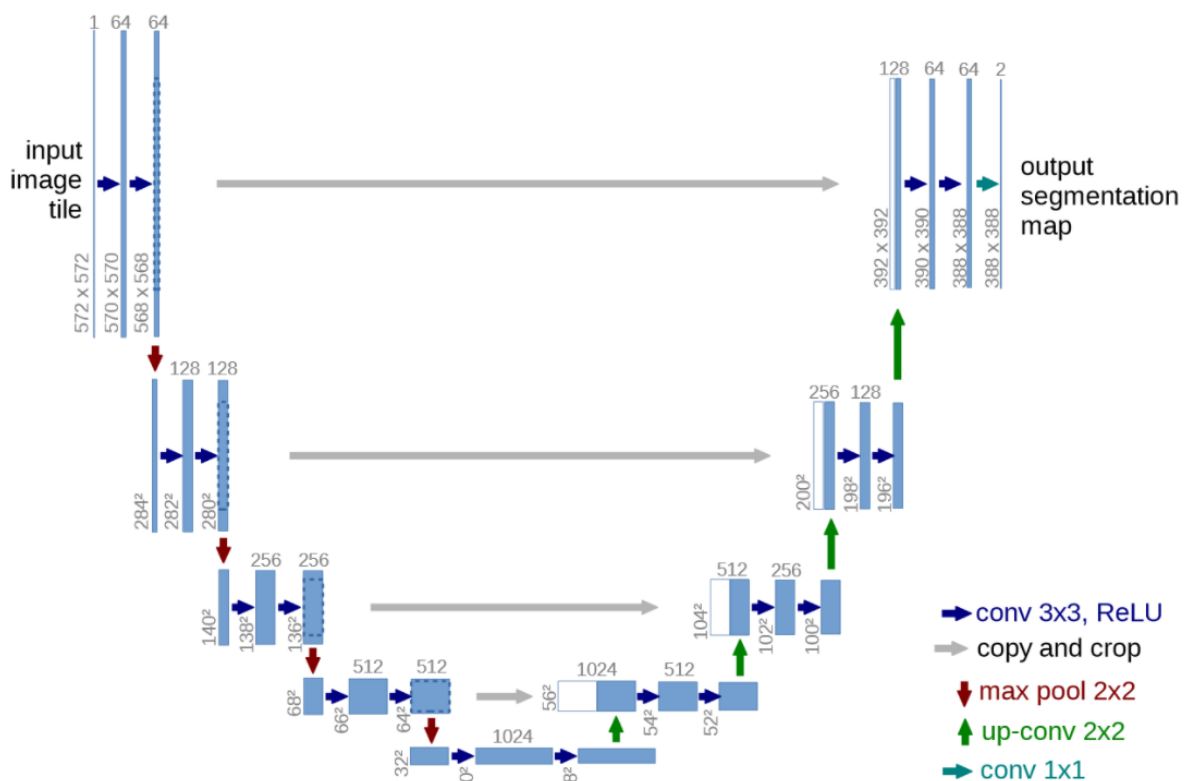 1 64 64
input
image
tile
572 x 572
570 x 570
568 x 568
128 64 64 2
output
segmentation
map
392 x 392
390 x 390
388 x 388
388 x 388
128 128
284²
282²
280²
256 128
200²
198²
196²
256 256
140²
138²
136²
512 256
104²
102²
100²
512 512
68²
66²
64²
1024 512
56²
54²
52²
1024
32²
conv 3x3, ReLU
copy and crop
max pool 2x2
up-conv 2x2
conv 1x1